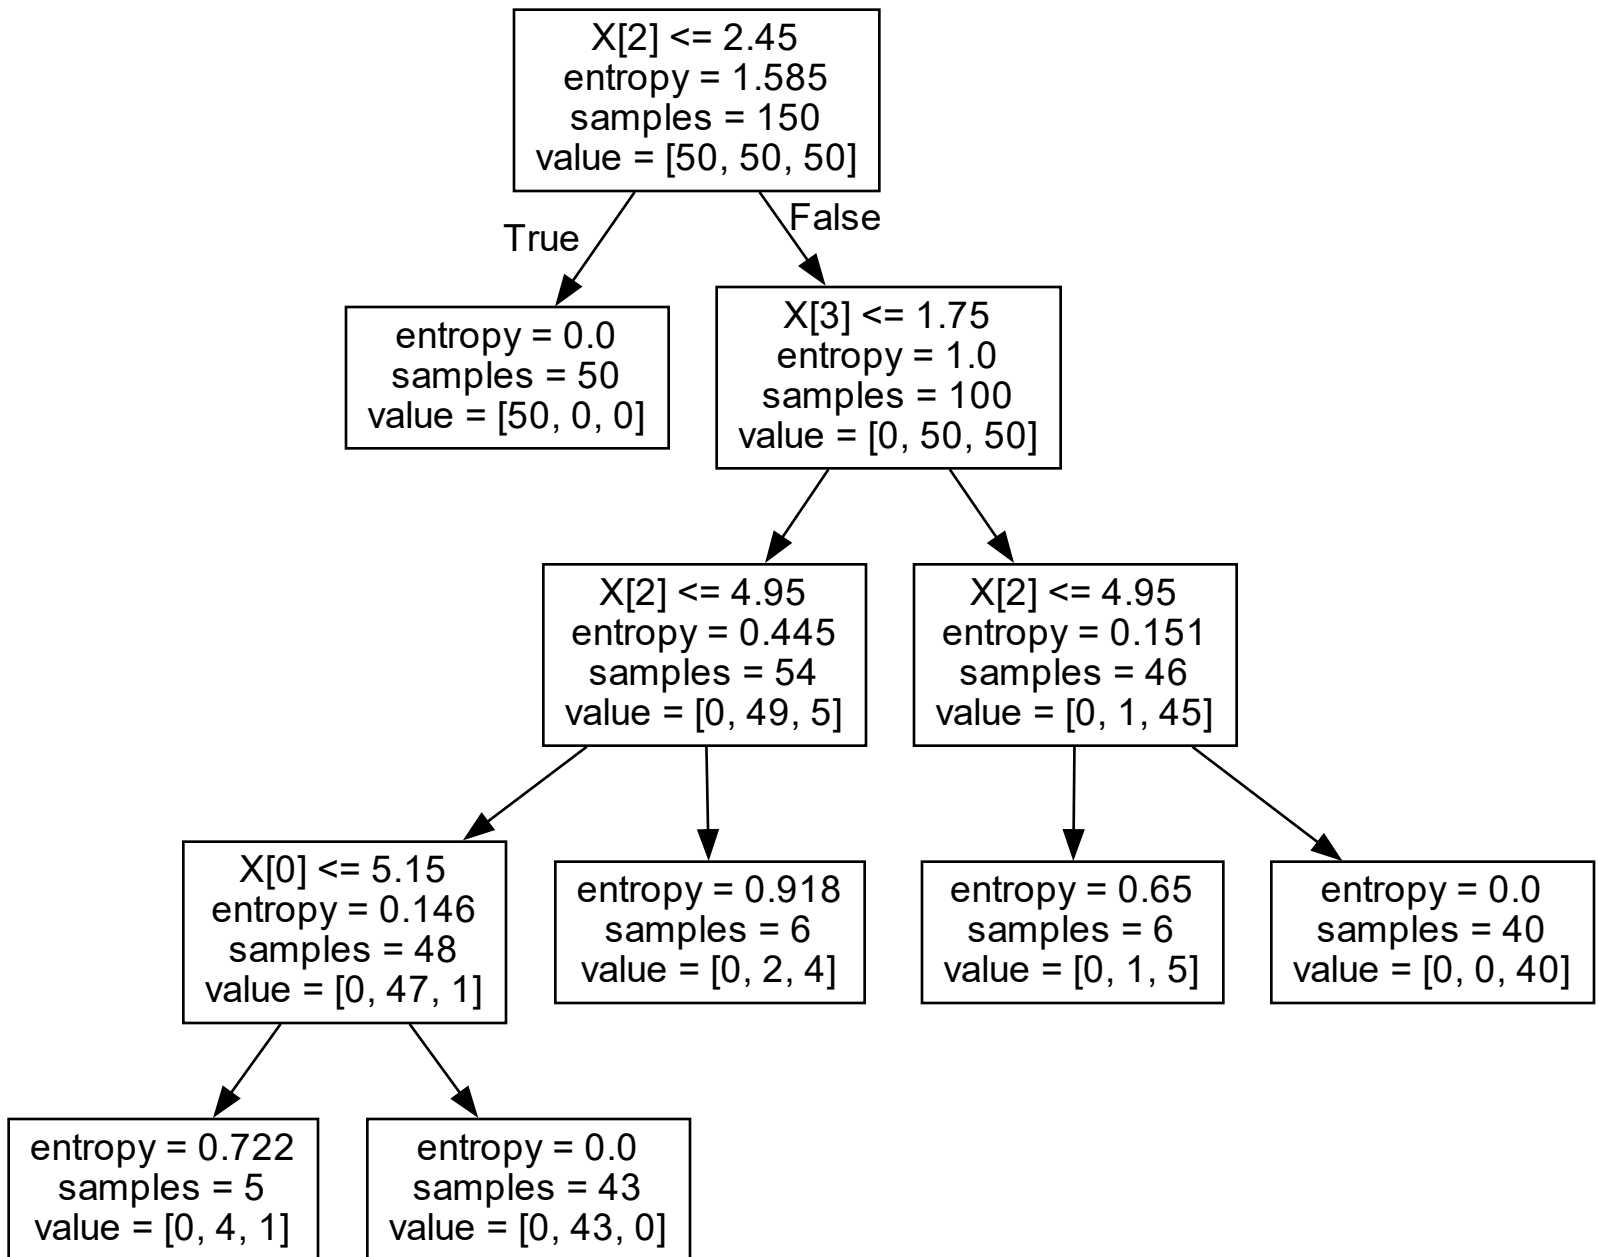 X[2] <= 2.45
entropy = 1.585
samples = 150
value = [50, 50, 50]
True
False
entropy = 0.0
samples = 50
value = [50, 0, 0]
X[3] <= 1.75
entropy = 1.0
samples = 100
value = [0, 50, 50]
X[2] <= 4.95
entropy = 0.445
samples = 54
value = [0, 49, 5]
X[2] <= 4.95
entropy = 0.151
samples = 46
value = [0, 1, 45]
X[0] <= 5.15
entropy = 0.146
samples = 48
value = [0, 47, 1]
entropy = 0.918
samples = 6
value = [0, 2, 4]
entropy = 0.65
samples = 6
value = [0, 1, 5]
entropy = 0.0
samples = 40
value = [0, 0, 40]
entropy = 0.722
samples = 5
value = [0, 4, 1]
entropy = 0.0
samples = 43
value = [0, 43, 0]